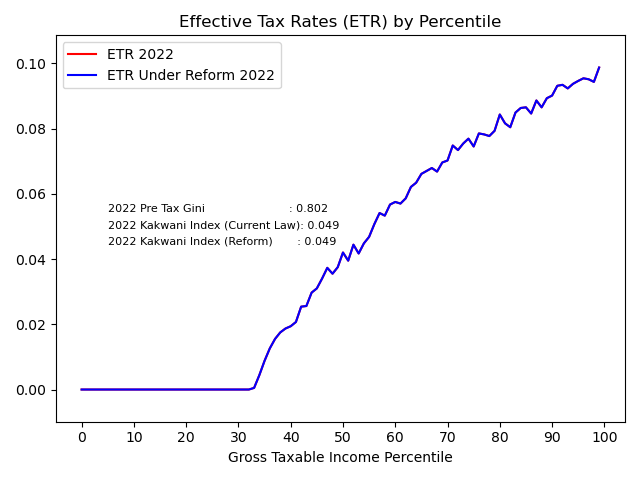 Effective Tax Rates (ETR) by Percentile
ETR 2022
ETR Under Reform 2022
0.10
0.08
0.06
0.04
0.02
0.00
2022 Pre Tax Gini : 0.802
2022 Kakwani Index (Current Law): 0.049
2022 Kakwani Index (Reform) : 0.049
0 10 20 30 40 50 60 70 80 90 100
Gross Taxable Income Percentile